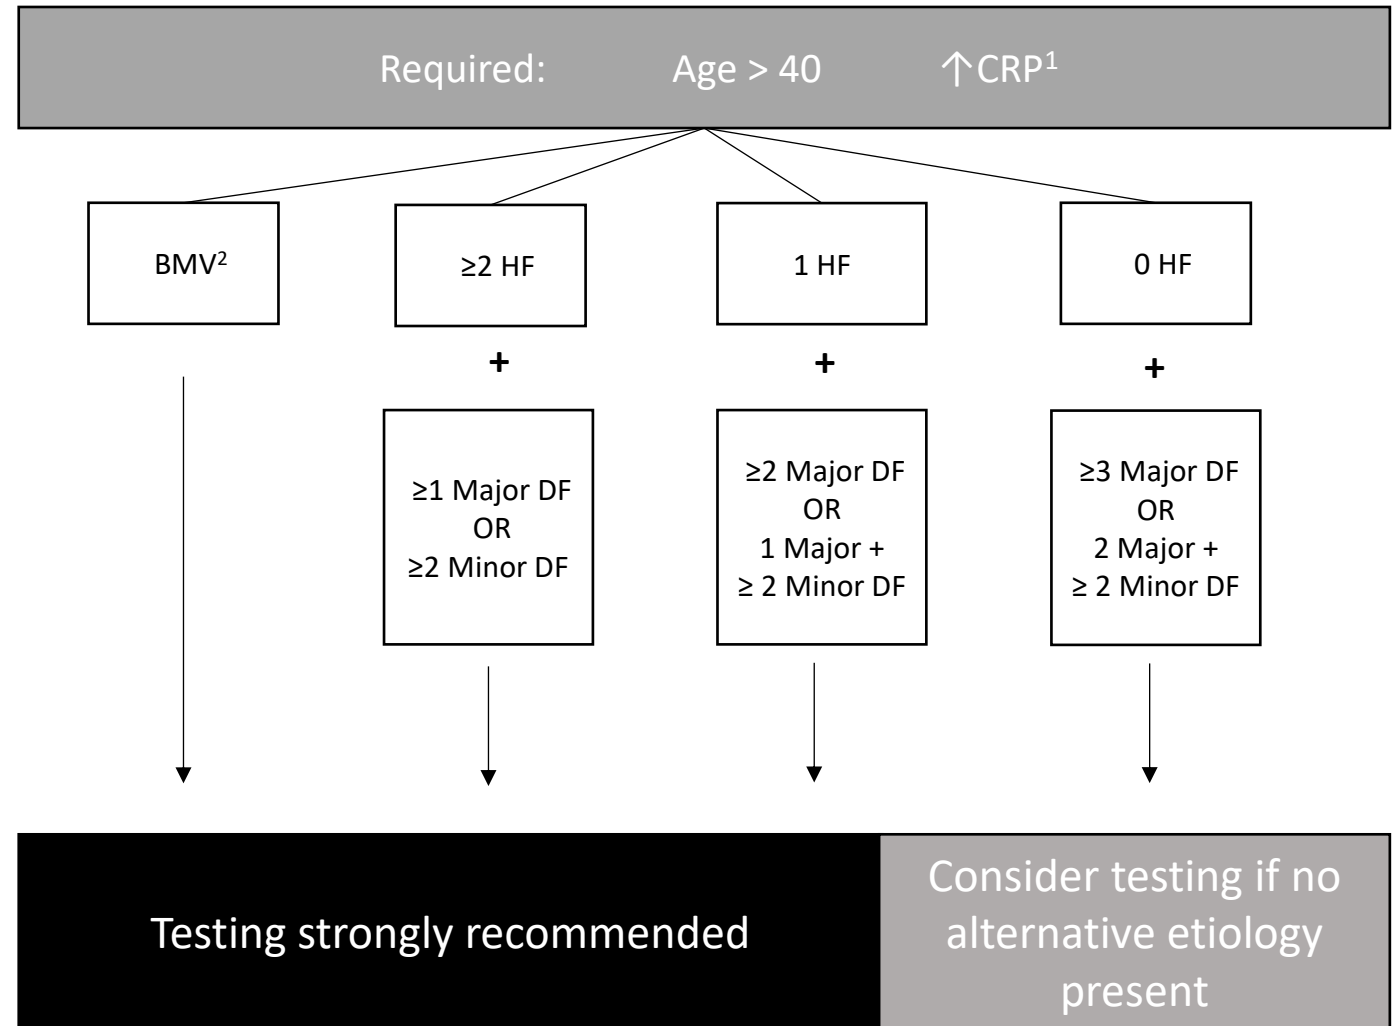 Required: Age > 40 ↑CRP¹
BMV²
≥2 HF
1 HF
0 HF
+
+
+
≥1 Major DF
OR
≥2 Minor DF
≥2 Major DF
OR
1 Major +
≥ 2 Minor DF
≥3 Major DF
OR
2 Major +
≥ 2 Minor DF
Testing strongly recommended
Consider testing if no
alternative etiology
present